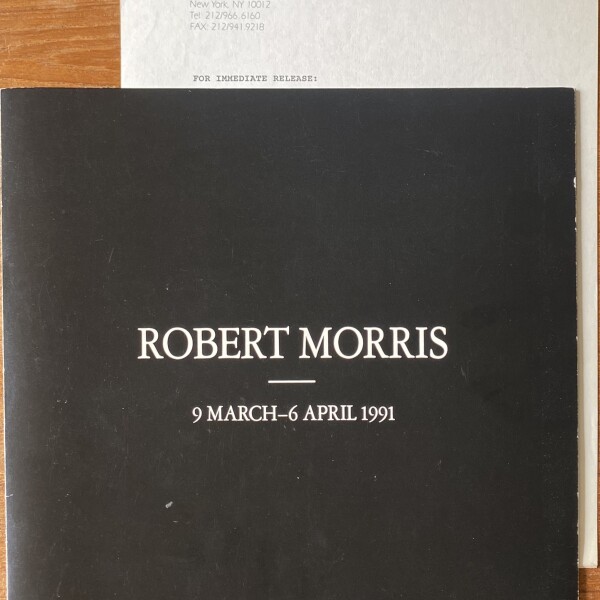 New York, NY 10012
Tel: 212/966.6160
FAX: 212/941.9218
FOR IMMEDIATE RELEASE:
ROBERT MORRIS
9 MARCH–6 APRIL 1991